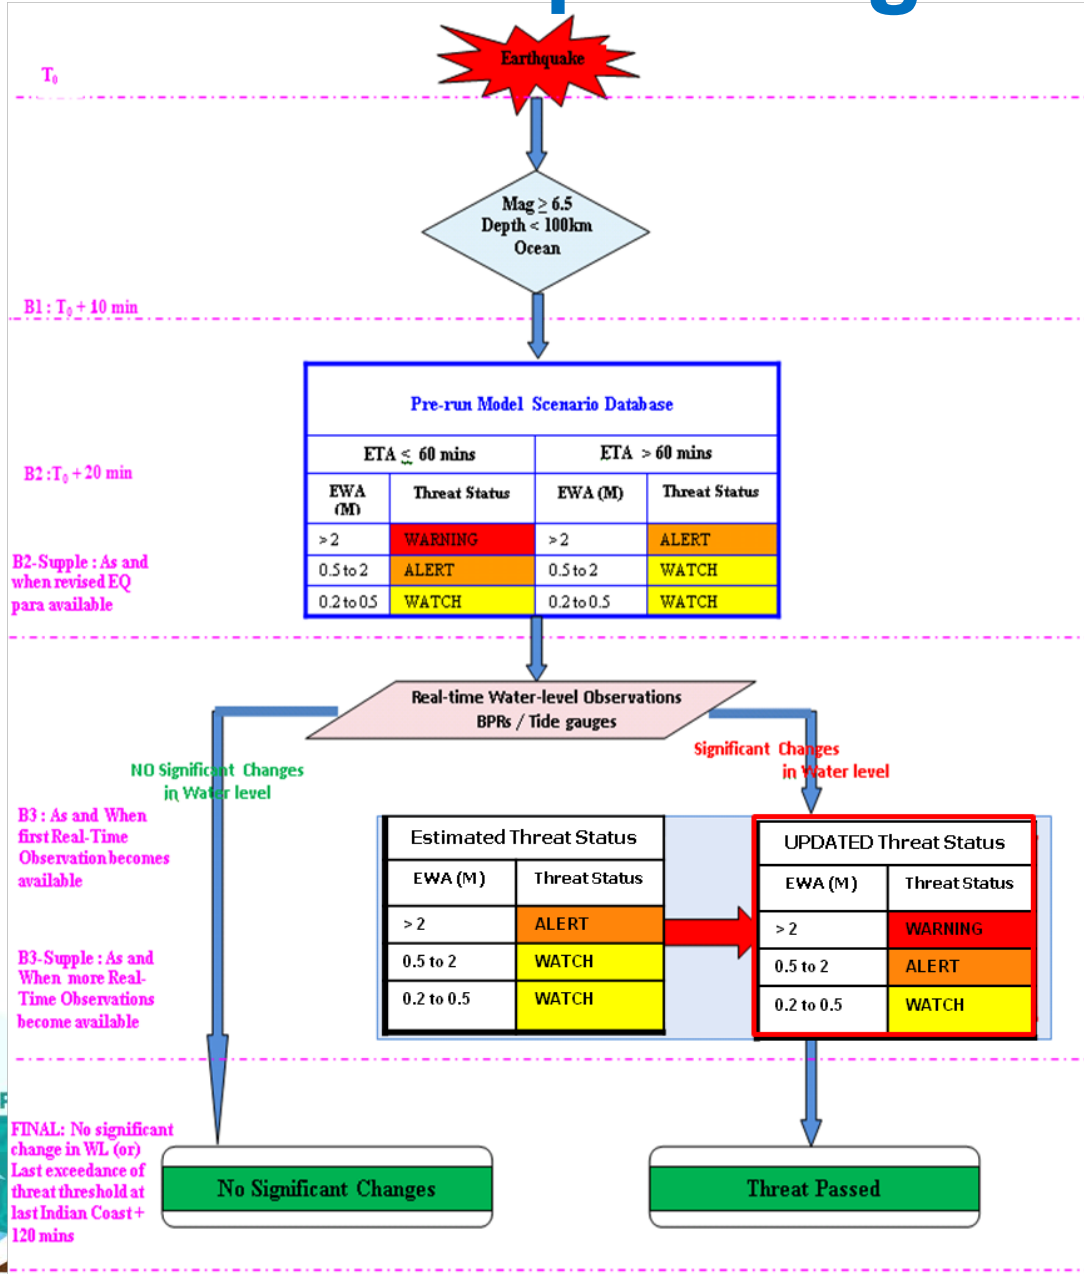 Earthquake
T₀
Mag ≥ 6.5
Depth < 100km
Ocean
B1 : T₀ + 10 min
Pre-run Model Scenario Database
ETA ≤ 60 mins ETA > 60 mins
EWA (M) Threat Status EWA (M) Threat Status
> 2 WARNING > 2 ALERT
0.5 to 2 ALERT 0.5 to 2 WATCH
0.2 to 0.5 WATCH 0.2 to 0.5 WATCH
B2 :T₀ + 20 min
B2-Supple : As and
when revised EQ
para available
Real-time Water-level Observations
BPRs / Tide gauges
NO Significant Changes
in Water level
Significant Changes
in Water level
B3 : As and When
first Real-Time
Observation becomes
available
B3-Supple : As and
When more Real-
Time Observations
become available
Estimated Threat Status
EWA (M) Threat Status
> 2 ALERT
0.5 to 2 WATCH
0.2 to 0.5 WATCH
UPDATED Threat Status
EWA (M) Threat Status
> 2 WARNING
0.5 to 2 ALERT
0.2 to 0.5 WATCH
FINAL: No significant
change in WL (or)
Last exceedance of
threat threshold at
last Indian Coast +
120 mins
No Significant Changes
Threat Passed